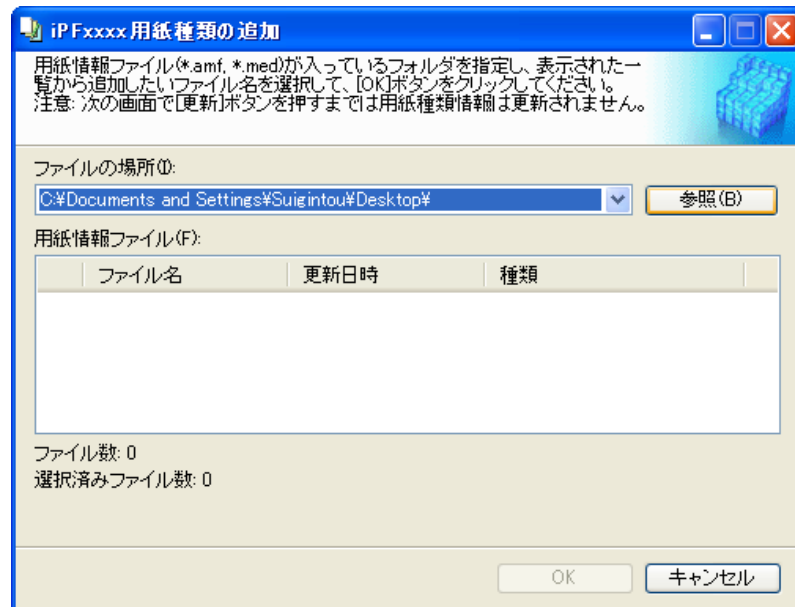 iPFxxxx 用紙種類の追加
用紙情報ファイル(*.amf, *.med)が入っているフォルダを指定し、表示された一
覧から追加したいファイル名を選択して、[OK]ボタンをクリックしてください。
注意: 次の画面で[更新]ボタンを押すまでは用紙種類情報は更新されません。
ファイルの場所(I):
C:¥Documents and Settings¥Suigintou¥Desktop¥
参照(B)
用紙情報ファイル(F):
ファイル名 更新日時 種類
ファイル数: 0
選択済みファイル数: 0
OK キャンセル